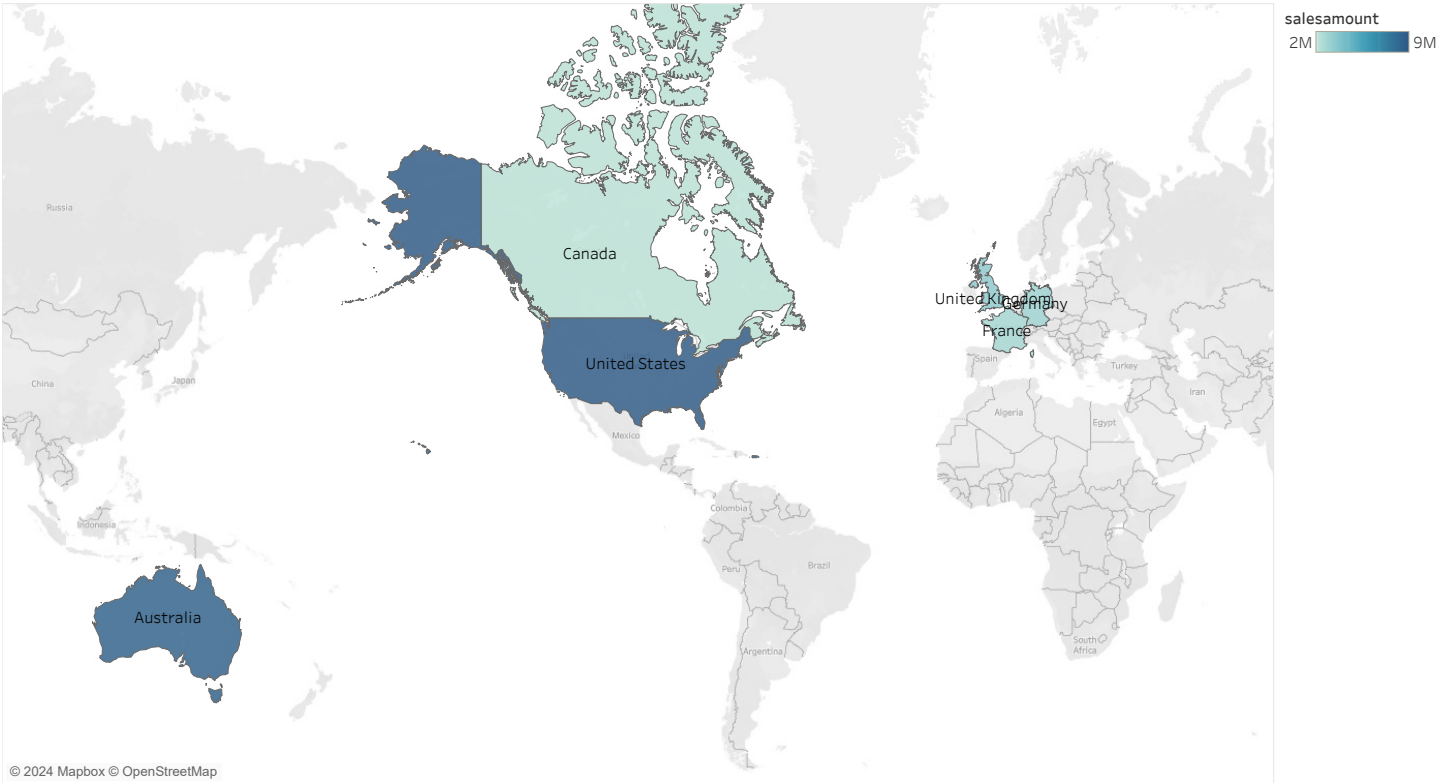 salesamount
2M
9M
Russia
Canada
United Kingdom
Germany
France
United States
Spain
Turkey
China
Japan
Iran
Algeria
Egypt
Mexico
Colombia
Indonesia
Peru
Brazil
Australia
South
Africa
Argentina
© 2024 Mapbox © OpenStreetMap